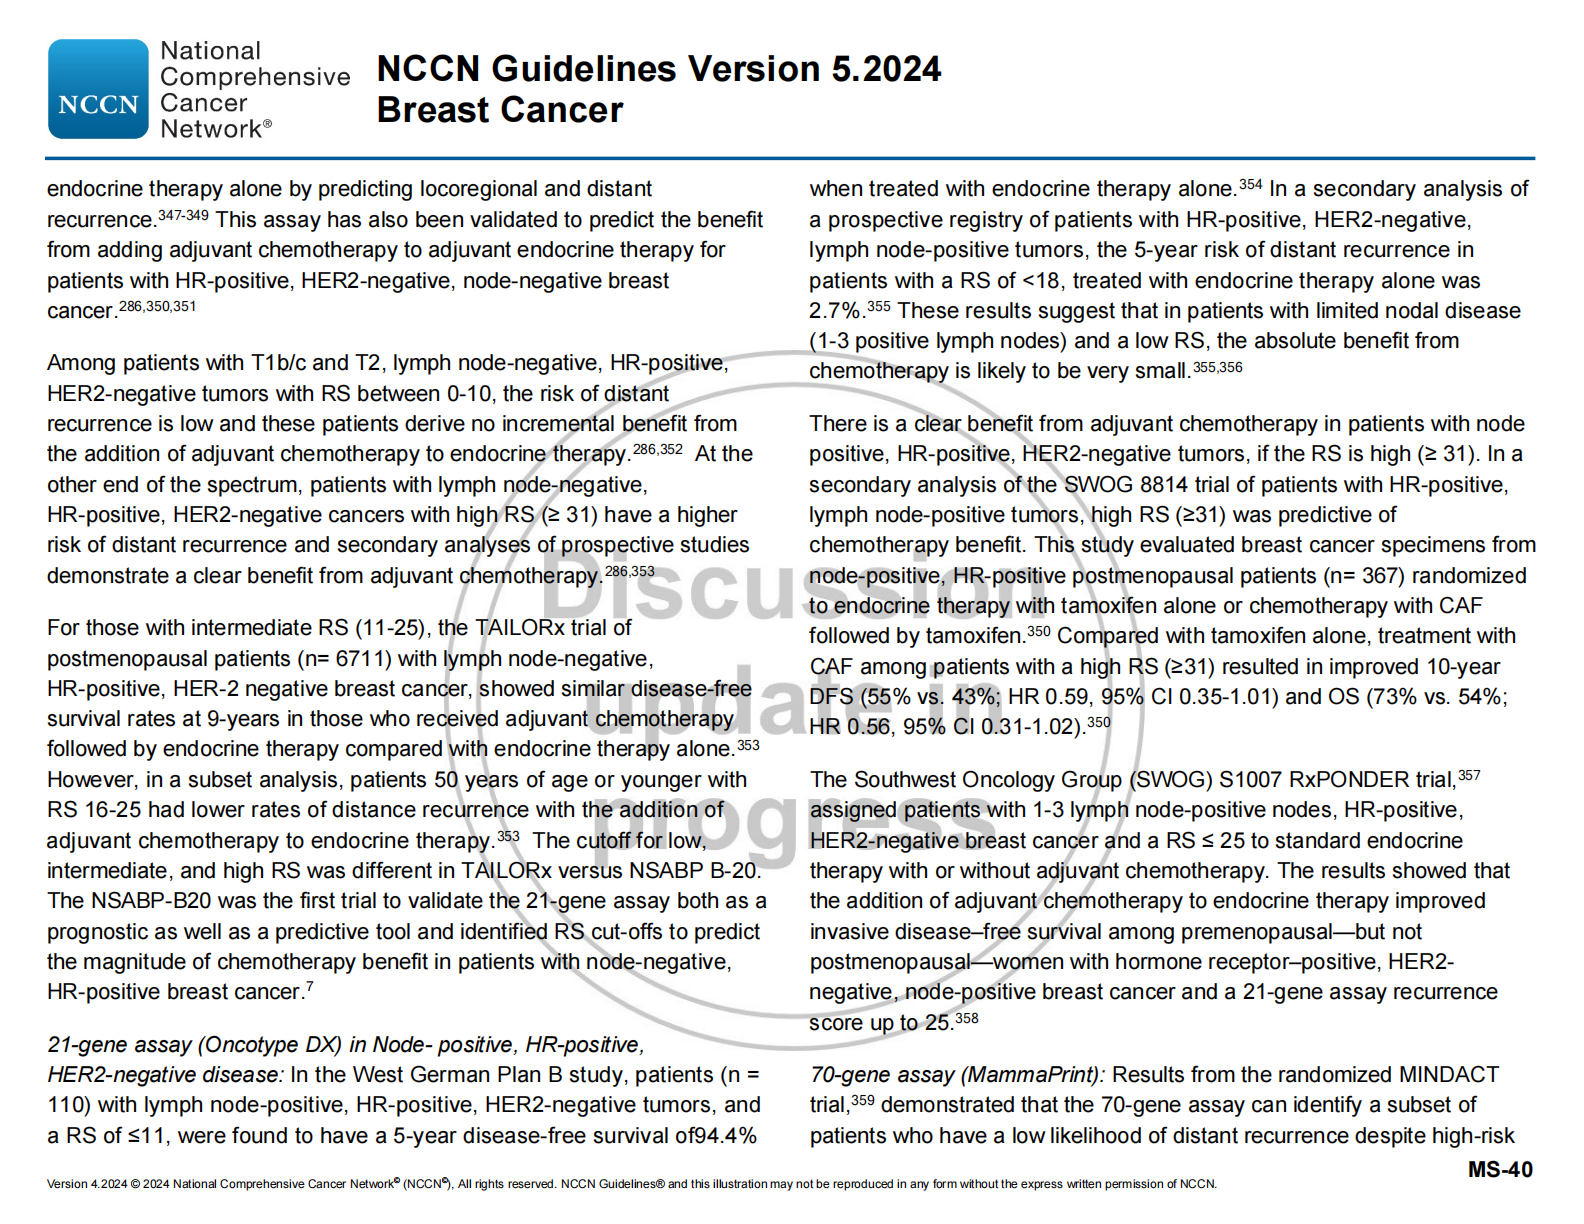 National
Comprehensive
Cancer
Network®
NCCN
NCCN Guidelines Version 5.2024
Breast Cancer
endocrine therapy alone by predicting locoregional and distant
recurrence.347-349 This assay has also been validated to predict the benefit
from adding adjuvant chemotherapy to adjuvant endocrine therapy for
patients with HR-positive, HER2-negative, node-negative breast
cancer.286,350,351
Among patients with T1b/c and T2, lymph node-negative, HR-positive,
HER2-negative tumors with RS between 0-10, the risk of distant
recurrence is low and these patients derive no incremental benefit from
the addition of adjuvant chemotherapy to endocrine therapy.286,352 At the
other end of the spectrum, patients with lymph node-negative,
HR-positive, HER2-negative cancers with high RS (≥ 31) have a higher
risk of distant recurrence and secondary analyses of prospective studies
demonstrate a clear benefit from adjuvant chemotherapy.286,353
For those with intermediate RS (11-25), the TAILORx trial of
postmenopausal patients (n= 6711) with lymph node-negative,
HR-positive, HER-2 negative breast cancer, showed similar disease-free
survival rates at 9-years in those who received adjuvant chemotherapy
followed by endocrine therapy compared with endocrine therapy alone.353
However, in a subset analysis, patients 50 years of age or younger with
RS 16-25 had lower rates of distance recurrence with the addition of
adjuvant chemotherapy to endocrine therapy.353 The cutoff for low,
intermediate, and high RS was different in TAILORx versus NSABP B-20.
The NSABP-B20 was the first trial to validate the 21-gene assay both as a
prognostic as well as a predictive tool and identified RS cut-offs to predict
the magnitude of chemotherapy benefit in patients with node-negative,
HR-positive breast cancer.7
21-gene assay (Oncotype DX) in Node- positive, HR-positive,
HER2-negative disease: In the West German Plan B study, patients (n =
110) with lymph node-positive, HR-positive, HER2-negative tumors, and
a RS of ≤11, were found to have a 5-year disease-free survival of94.4%
when treated with endocrine therapy alone.354 In a secondary analysis of
a prospective registry of patients with HR-positive, HER2-negative,
lymph node-positive tumors, the 5-year risk of distant recurrence in
patients with a RS of <18, treated with endocrine therapy alone was
2.7%.355 These results suggest that in patients with limited nodal disease
(1-3 positive lymph nodes) and a low RS, the absolute benefit from
chemotherapy is likely to be very small.355,356
There is a clear benefit from adjuvant chemotherapy in patients with node
positive, HR-positive, HER2-negative tumors, if the RS is high (≥ 31). In a
secondary analysis of the SWOG 8814 trial of patients with HR-positive,
lymph node-positive tumors, high RS (≥31) was predictive of
chemotherapy benefit. This study evaluated breast cancer specimens from
node-positive, HR-positive postmenopausal patients (n= 367) randomized
to endocrine therapy with tamoxifen alone or chemotherapy with CAF
followed by tamoxifen.350 Compared with tamoxifen alone, treatment with
CAF among patients with a high RS (≥31) resulted in improved 10-year
DFS (55% vs. 43%; HR 0.59, 95% CI 0.35-1.01) and OS (73% vs. 54%;
HR 0.56, 95% CI 0.31-1.02).350
The Southwest Oncology Group (SWOG) S1007 RxPONDER trial,357
assigned patients with 1-3 lymph node-positive nodes, HR-positive,
HER2-negative breast cancer and a RS ≤ 25 to standard endocrine
therapy with or without adjuvant chemotherapy. The results showed that
the addition of adjuvant chemotherapy to endocrine therapy improved
invasive disease–free survival among premenopausal—but not
postmenopausal—women with hormone receptor–positive, HER2-
negative, node-positive breast cancer and a 21-gene assay recurrence
score up to 25.358
70-gene assay (MammaPrint): Results from the randomized MINDACT
trial,359 demonstrated that the 70-gene assay can identify a subset of
patients who have a low likelihood of distant recurrence despite high-risk
Discussion
update in
progress
MS-40
Version 4.2024 © 2024 National Comprehensive Cancer Network© (NCCN©), All rights reserved. NCCN Guidelines® and this illustration may not be reproduced in any form without the express written permission of NCCN.